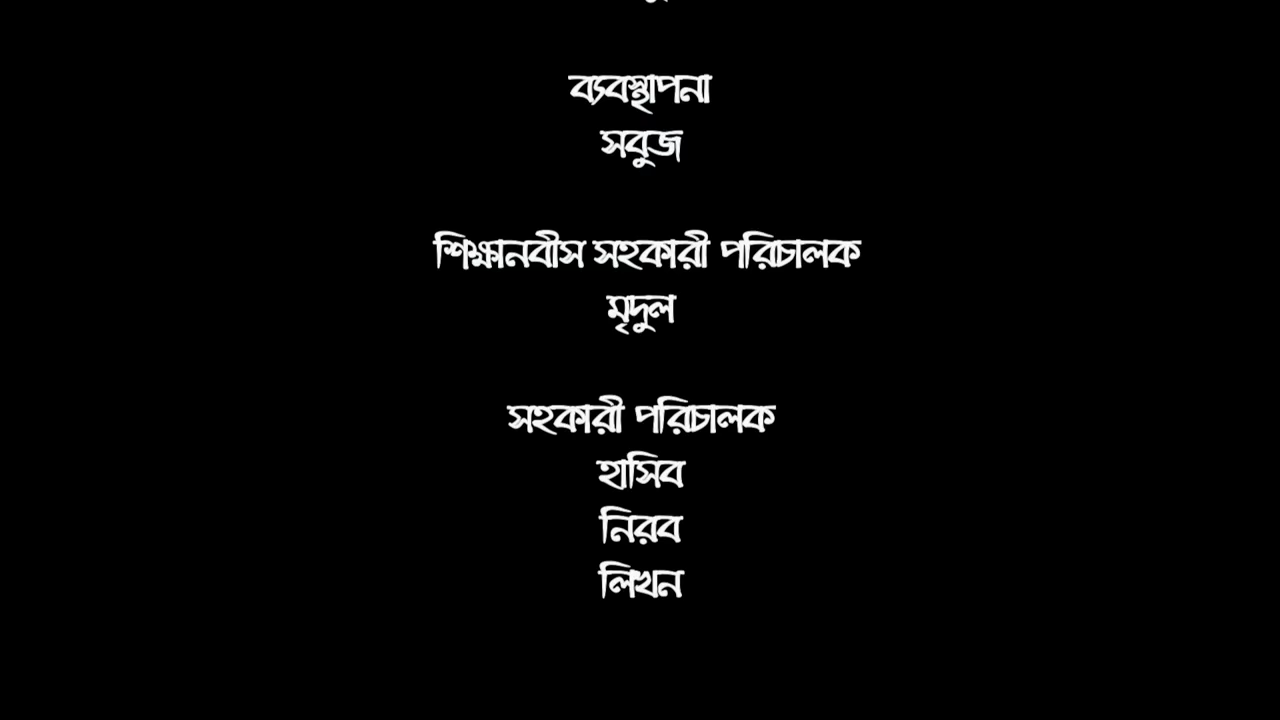 ব্যবস্থাপনা
সবুজ
শিক্ষানবীস সহকারী পরিচালক
মৃদুল
সহকারী পরিচালক
হাসিব
নিরব
লিখন